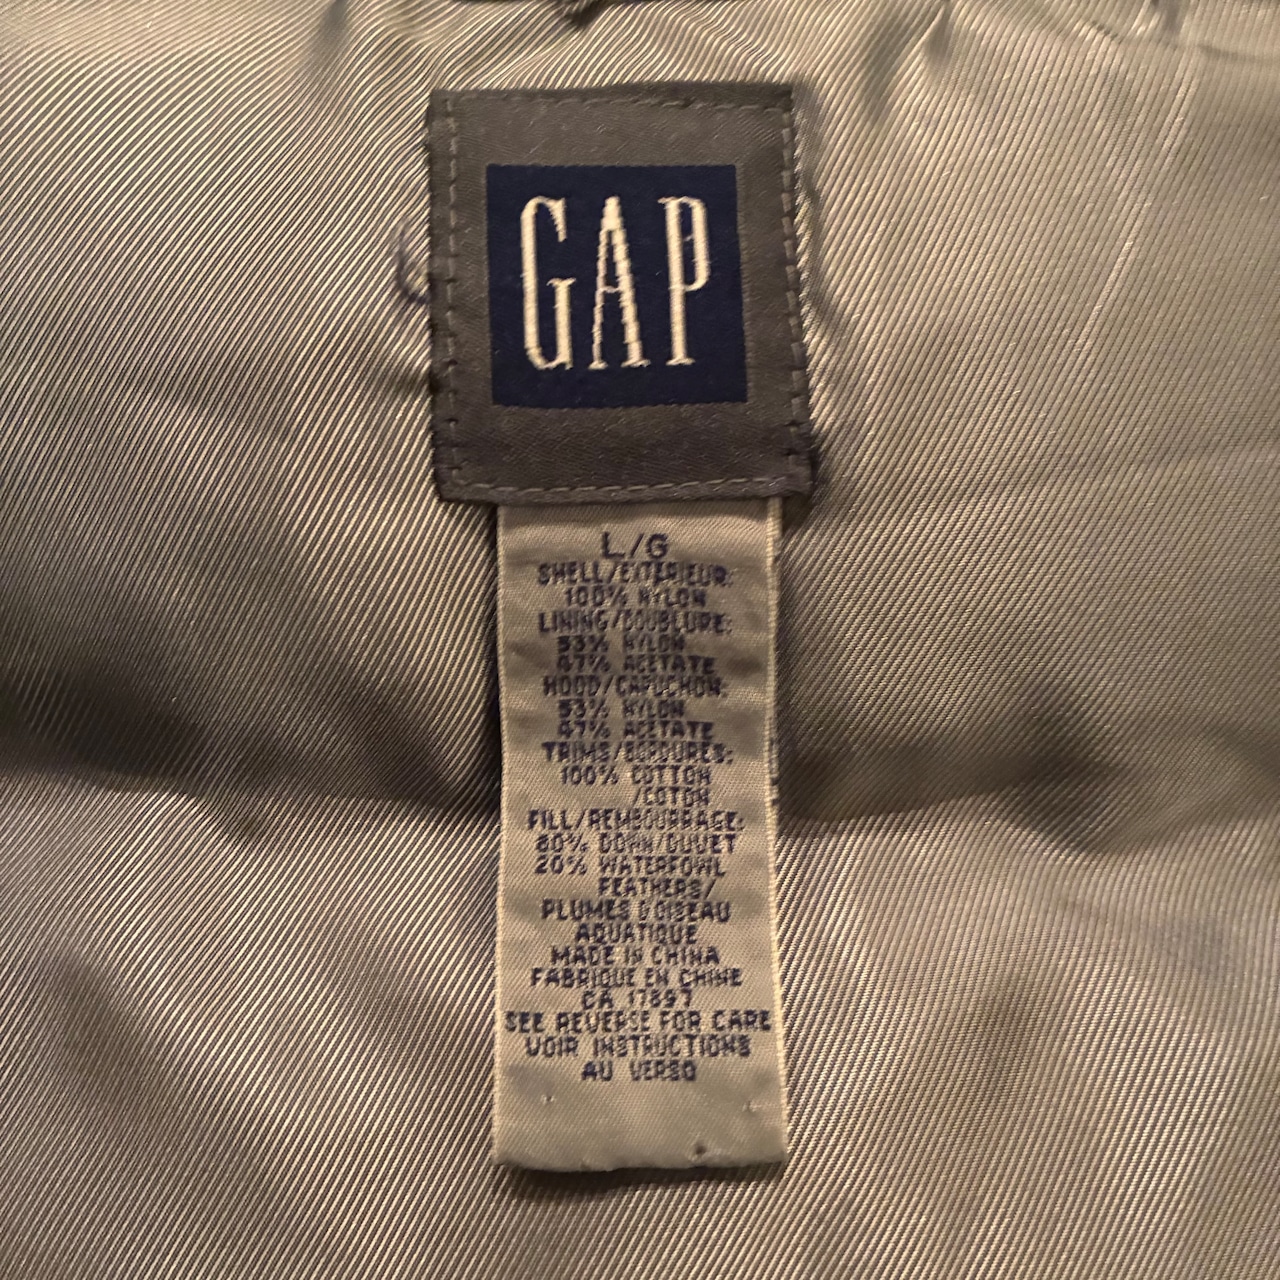 GAP
L/G
SHELL/EXTERIEUR:
100% NYLON
LINING/DOUBLURE:
53% NYLON
47% ACETATE
HOOD/CAPUCHON:
53% NYLON
47% ACETATE
TRIMS/BORDURES:
100% COTTON
/COTON
FILL/REMBOURRAGE:
80% DOWN/DUVET
20% WATERFOWL
FEATHERS/
PLUMES D'OISEAU
AQUATIQUE
MADE IN CHINA
FABRIQUE EN CHINE
CA 17897
SEE REVERSE FOR CARE
VOIR INSTRUCTIONS
AU VERSO